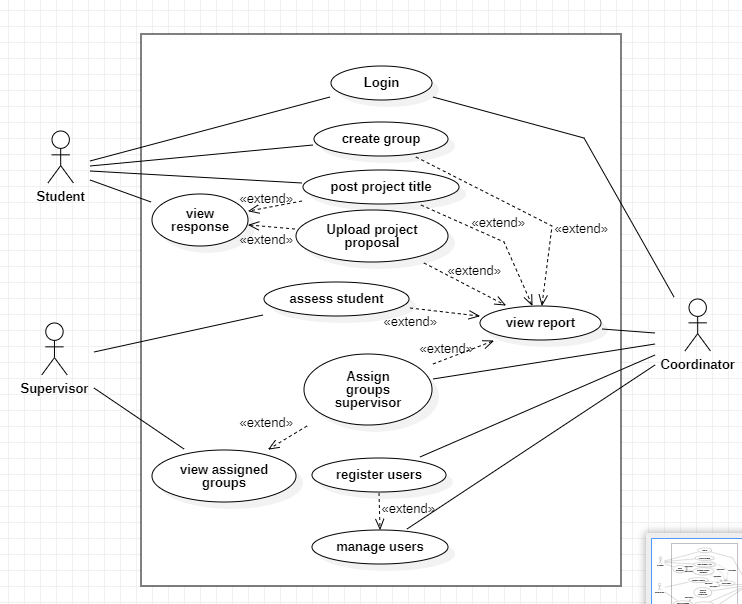 Login
create group
post project title
Student
«extend»
view
response
Upload project
proposal
«extend»
«extend»
«extend»
«extend»
assess student
«extend»
view report
Supervisor
«extend»
Coordinator
Assign
groups
supervisor
«extend»
view assigned
groups
register users
«extend»
manage users